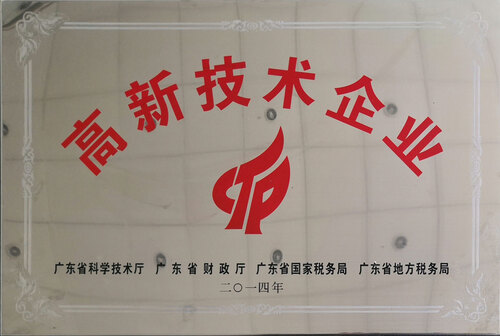 高新技术企业
广东省科学技术厅 广东省财政厅 广东省国家税务局 广东省地方税务局
二〇一四年